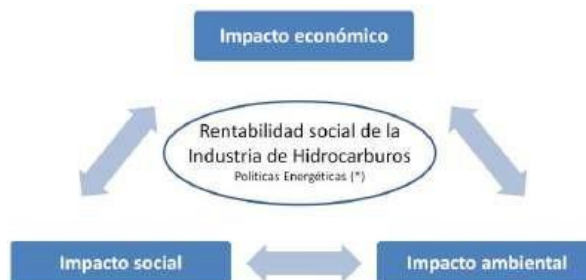 Impacto económico
Rentabilidad social de la
Industria de Hidrocarburos
Políticas Energéticas (*)
Impacto social
Impacto ambiental